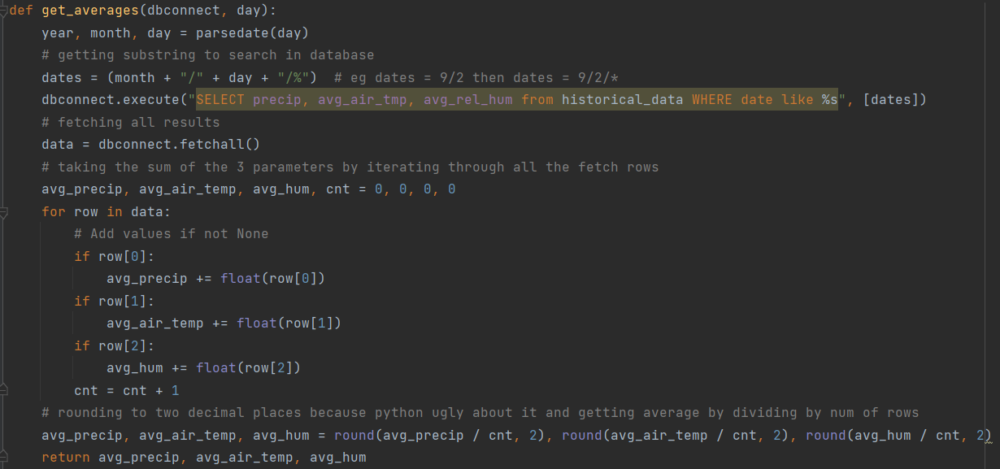 def get_averages(dbconnect, day):
    year, month, day = parsedate(day)
    # getting substring to search in database
    dates = (month + "/" + day + "/%")  # eg dates = 9/2 then dates = 9/2/*
    dbconnect.execute("SELECT precip, avg_air_tmp, avg_rel_hum from historical_data WHERE date like %s", [dates])
    # fetching all results
    data = dbconnect.fetchall()
    # taking the sum of the 3 parameters by iterating through all the fetch rows
    avg_precip, avg_air_temp, avg_hum, cnt = 0, 0, 0, 0
    for row in data:
        # Add values if not None
        if row[0]:
            avg_precip += float(row[0])
        if row[1]:
            avg_air_temp += float(row[1])
        if row[2]:
            avg_hum += float(row[2])
        cnt = cnt + 1
    # rounding to two decimal places because python ugly about it and getting average by dividing by num of rows
    avg_precip, avg_air_temp, avg_hum = round(avg_precip / cnt, 2), round(avg_air_temp / cnt, 2), round(avg_hum / cnt, 2)
    return avg_precip, avg_air_temp, avg_hum